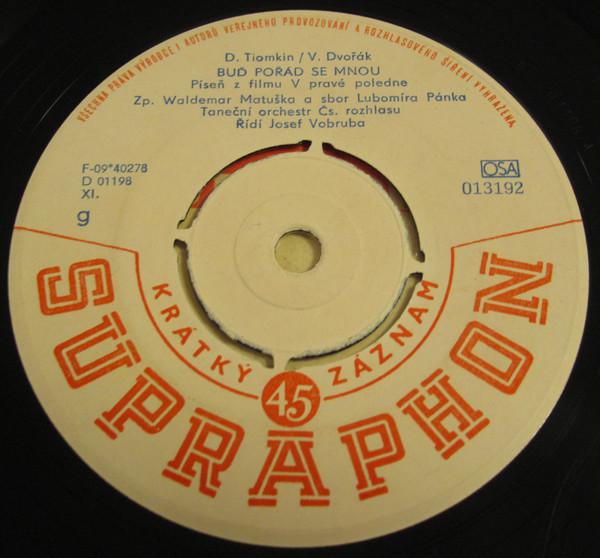 VŠECHNA PRÁVA VÝROBCE I AUTORŮ VEŘEJNÉHO PROVOZOVÁNÍ A ROZHLASOVÉHO ŠÍŘENÍ VYHRAZENA
D. Tiomkin / V. Dvořák
BUĎ POŘÁD SE MNOU
Píseň z filmu V pravé poledne
Zp. Waldemar Matuška a sbor Lubomíra Pánka
Taneční orchestr Čs. rozhlasu
Řídí Josef Vobruba
F-09*40278
D 01198
XI.
g
OSA
013192
KRÁTKÝ 45 ZÁZNAM
SUPRAPHON